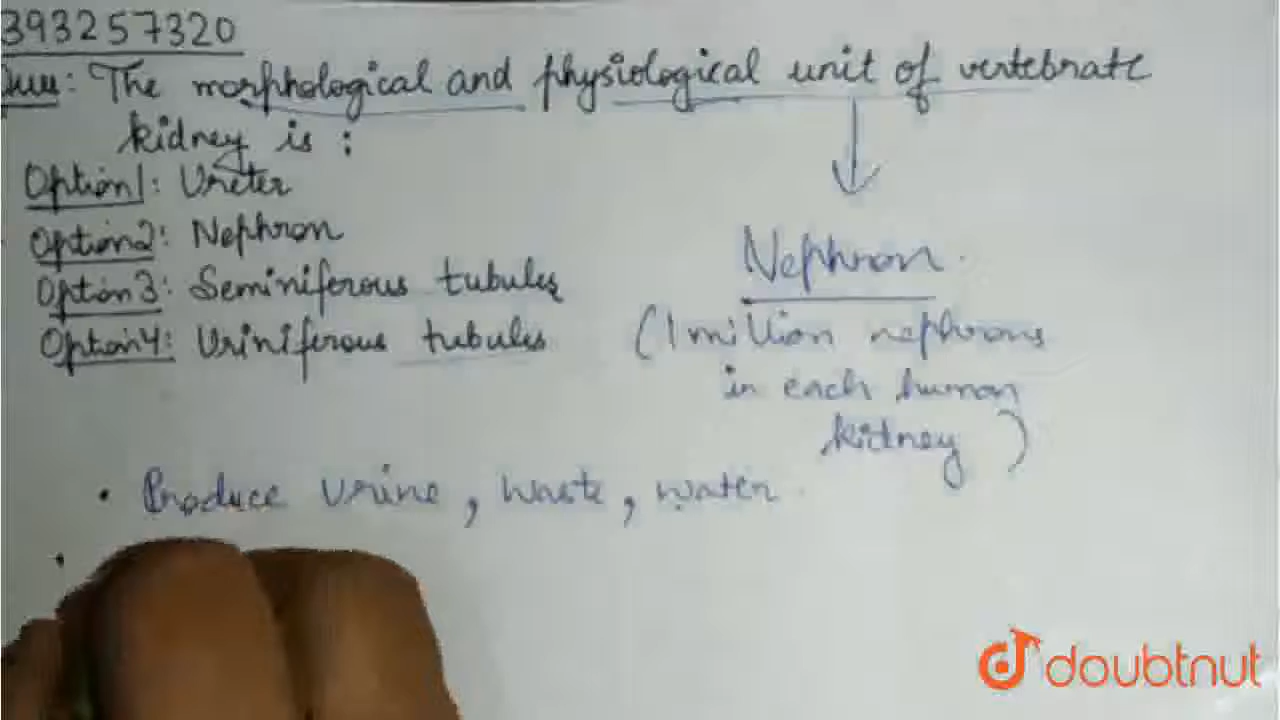 393257320
Ques: The morphological and physiological unit of vertebrate
kidney is :
Option1: Ureter
Option2: Nephron
Option3: Seminiferous tubules
Option4: Uriniferous tubules
Nephron.
(1 million nephrons
in each human
kidney)
• Produce urine, waste, water.
•
doubtnut